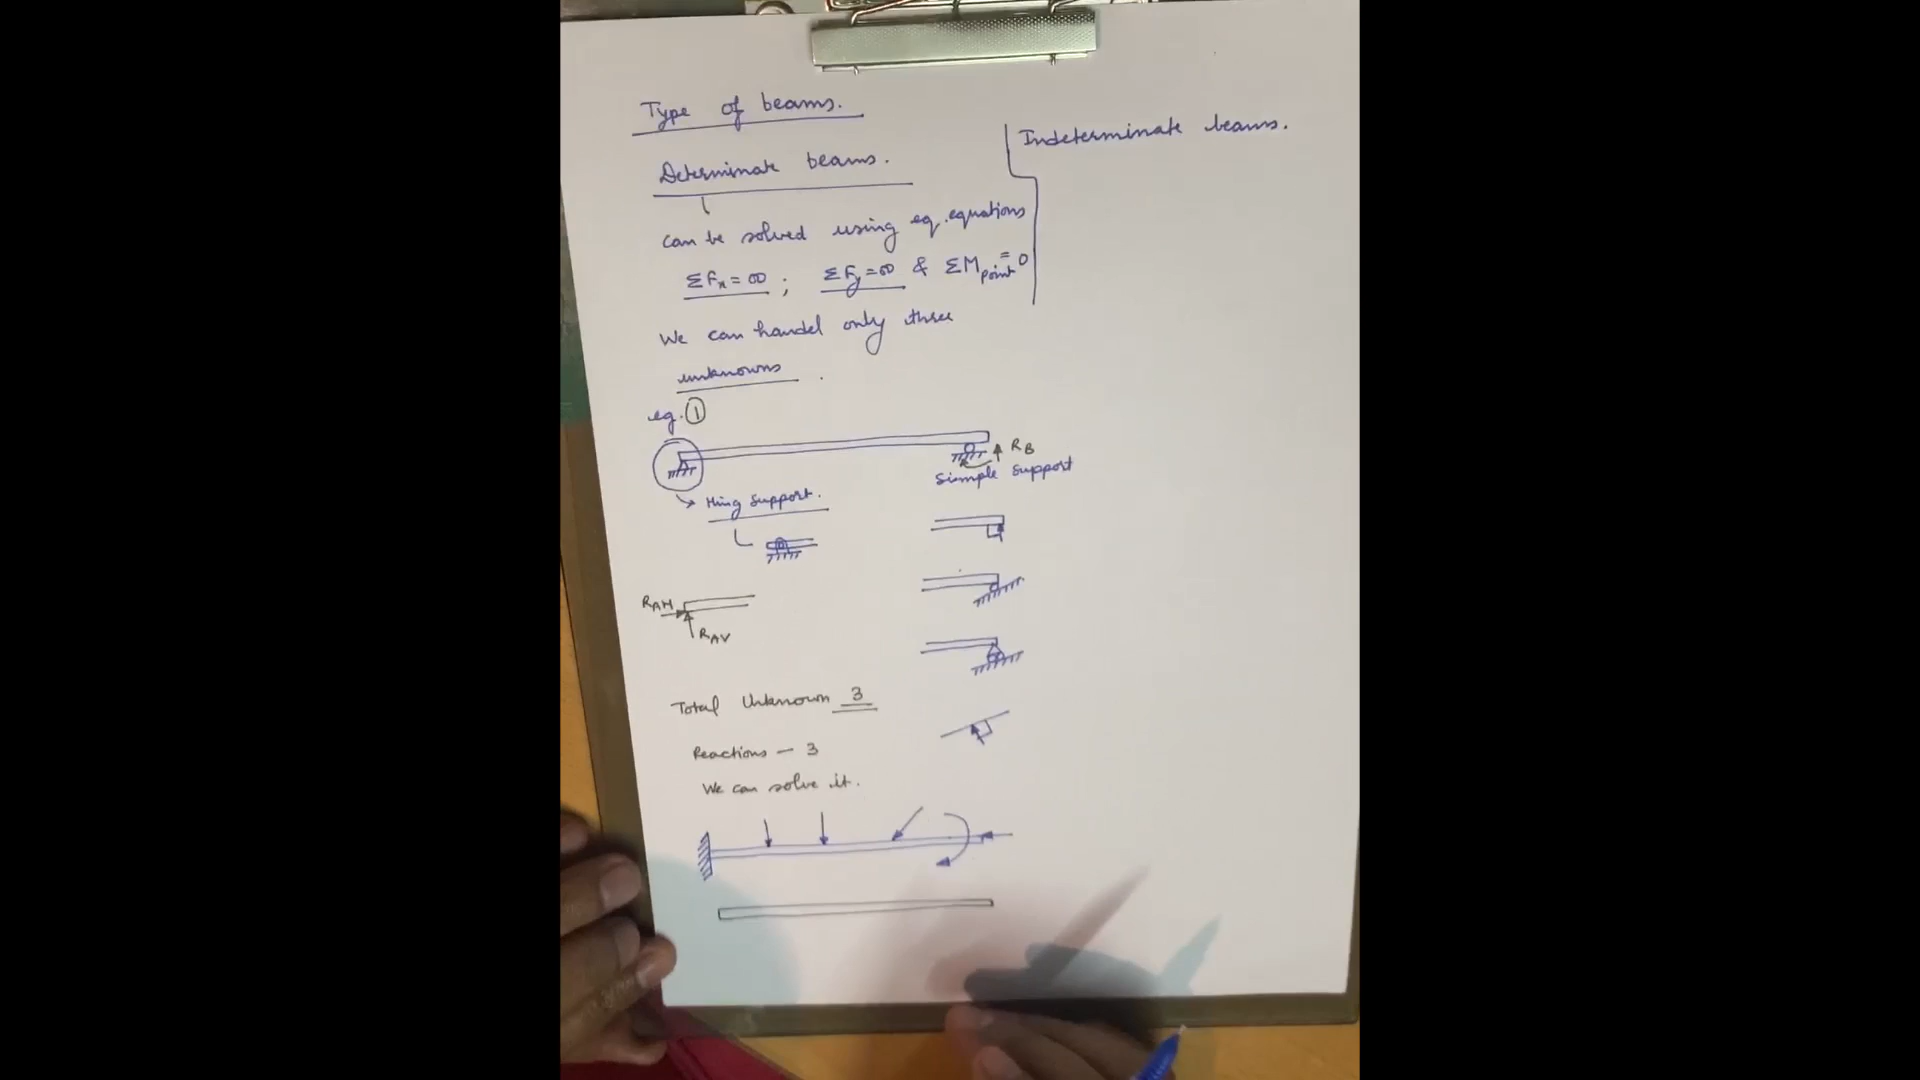 Type of beams.
Determinate beams.
Indeterminate beams.
can be solved using eq. equations
ΣFx = 00 ; ΣFy = 00 & ΣMpoint = 0
We can handel only three
unknowns .
eg. 1
RB
Simple Support
Hing Support.
RAH
RAV
Total Unknown 3
Reactions - 3
We can solve it.